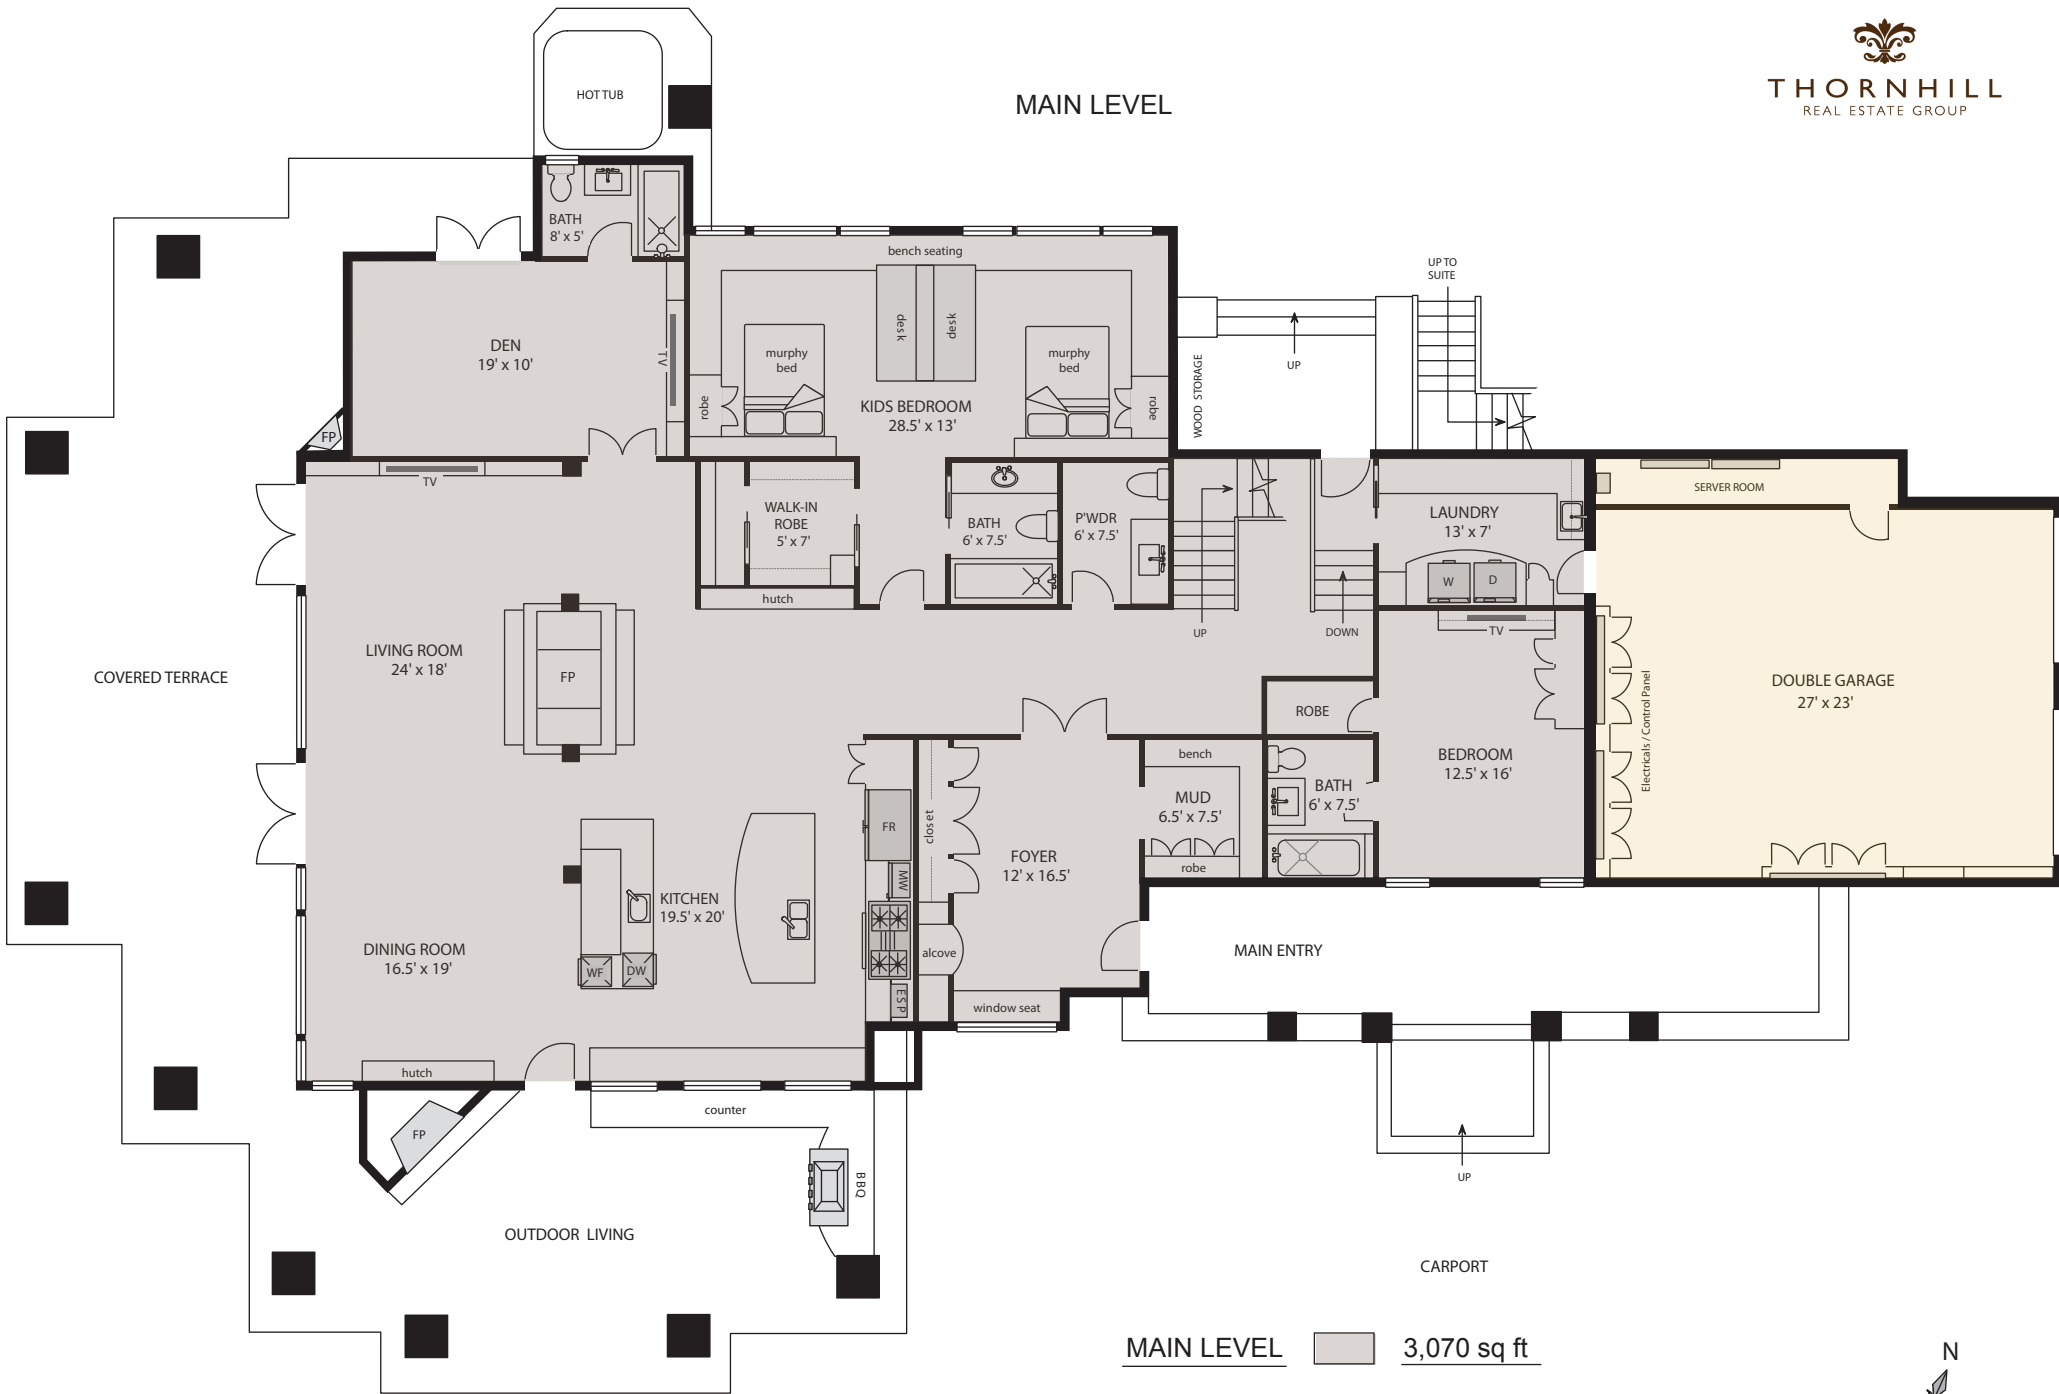 THORNHILL
REAL ESTATE GROUP
MAIN LEVEL
HOT TUB
BATH
8' x 5'
bench seating
UP TO
SUITE
DEN
19' x 10'
TV
murphy
bed
desk
desk
murphy
bed
robe
KIDS BEDROOM
28.5' x 13'
robe
WOOD STORAGE
UP
FP
TV
WALK-IN
ROBE
5' x 7'
BATH
6' x 7.5'
P'WDR
6' x 7.5'
LAUNDRY
13' x 7'
SERVER ROOM
W
D
hutch
UP
DOWN
TV
LIVING ROOM
24' x 18'
FP
COVERED TERRACE
ROBE
BEDROOM
12.5' x 16'
Electricals / Control Panel
DOUBLE GARAGE
27' x 23'
bench
MUD
6.5' x 7.5'
robe
BATH
6' x 7.5'
FR
closet
MW
FOYER
12' x 16.5'
KITCHEN
19.5' x 20'
DINING ROOM
16.5' x 19'
WF
DW
ESP
alcove
window seat
MAIN ENTRY
hutch
counter
FP
BBQ
UP
OUTDOOR LIVING
CARPORT
MAIN LEVEL
3,070 sq ft
N